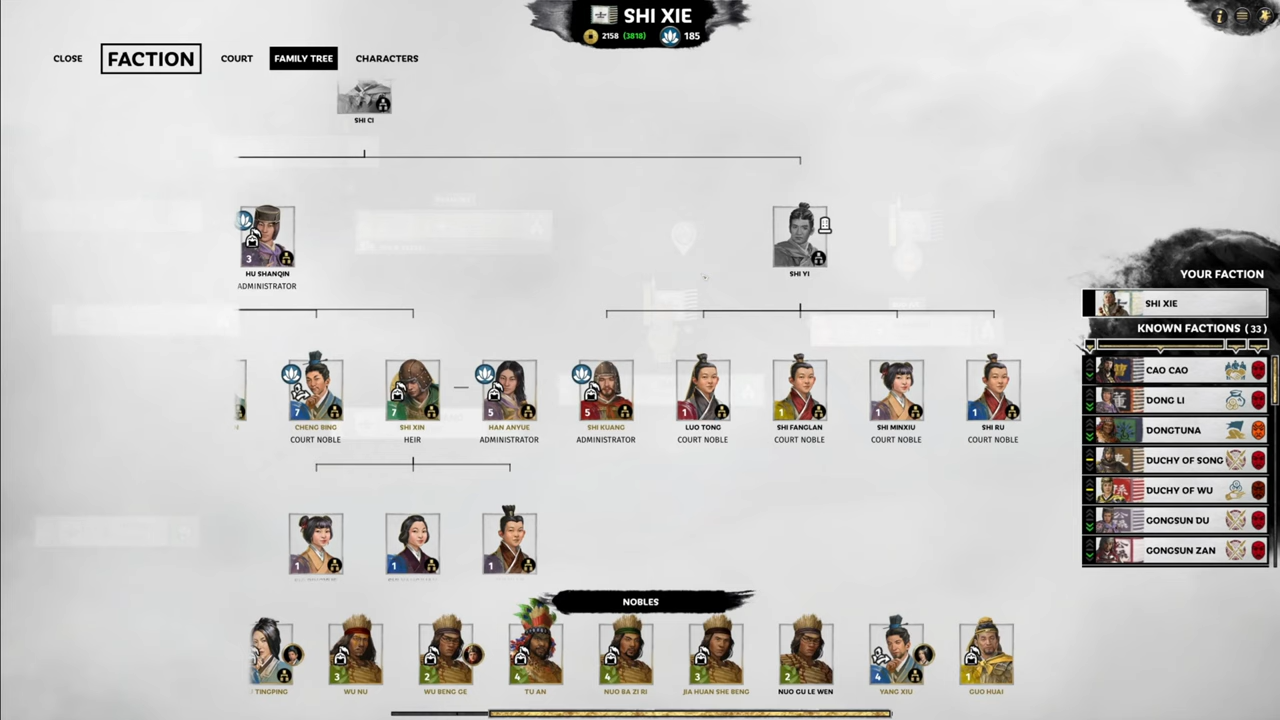 SHI XIE
2158 (3818) 185
CLOSE FACTION COURT FAMILY TREE CHARACTERS
SHI CI
3
HU SHANQIN
ADMINISTRATOR
SHI YI
YOUR FACTION
SHI XIE
KNOWN FACTIONS (33)
CAO CAO
DONG LI
DONGTUNA
DUCHY OF SONG
DUCHY OF WU
GONGSUN DU
GONGSUN ZAN
7 7 5 5 1 1 1 1
CHENG BING SHI XIN HAN ANYUE SHI KUANG LUO TONG SHI FANGLAN SHI MINXIU SHI RU
COURT NOBLE HEIR ADMINISTRATOR ADMINISTRATOR COURT NOBLE COURT NOBLE COURT NOBLE COURT NOBLE
1 1 1
NOBLES
3 2 4 4 3 2 4 1
TINGPING WU NU WU BENG GE TU AN NUO BA ZI RI JIA HUAN SHE BENG NUO GU LE WEN YANG XIU GUO HUAI